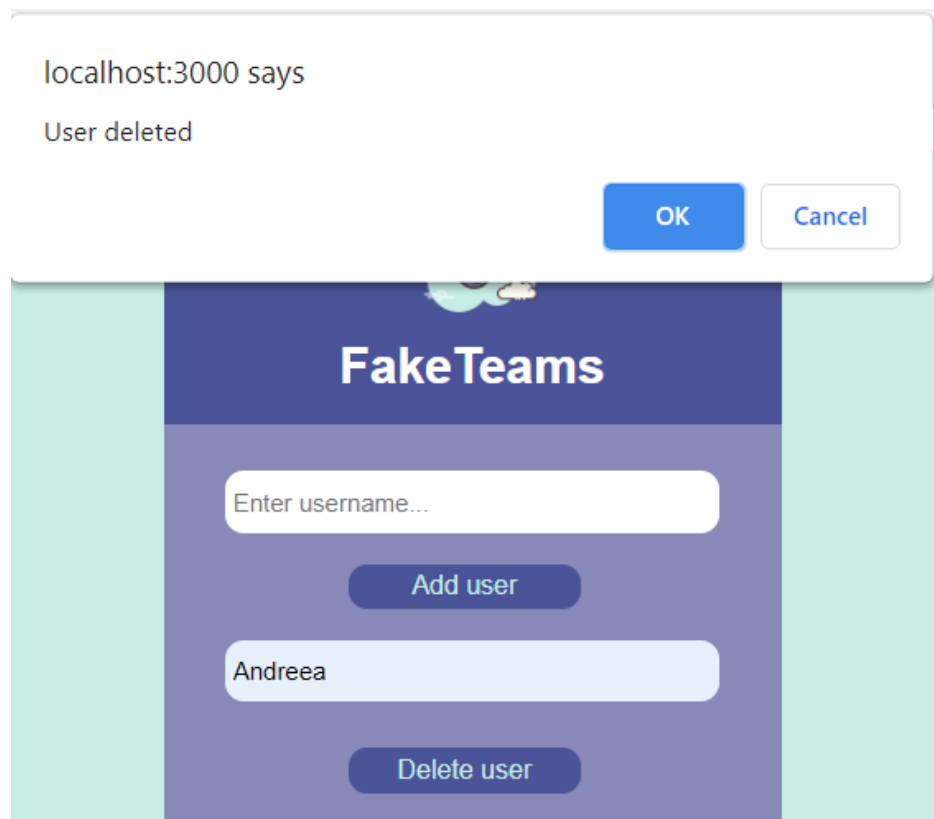 localhost:3000 says
User deleted
OK Cancel
FakeTeams
Enter username...
Add user
Andreea
Delete user